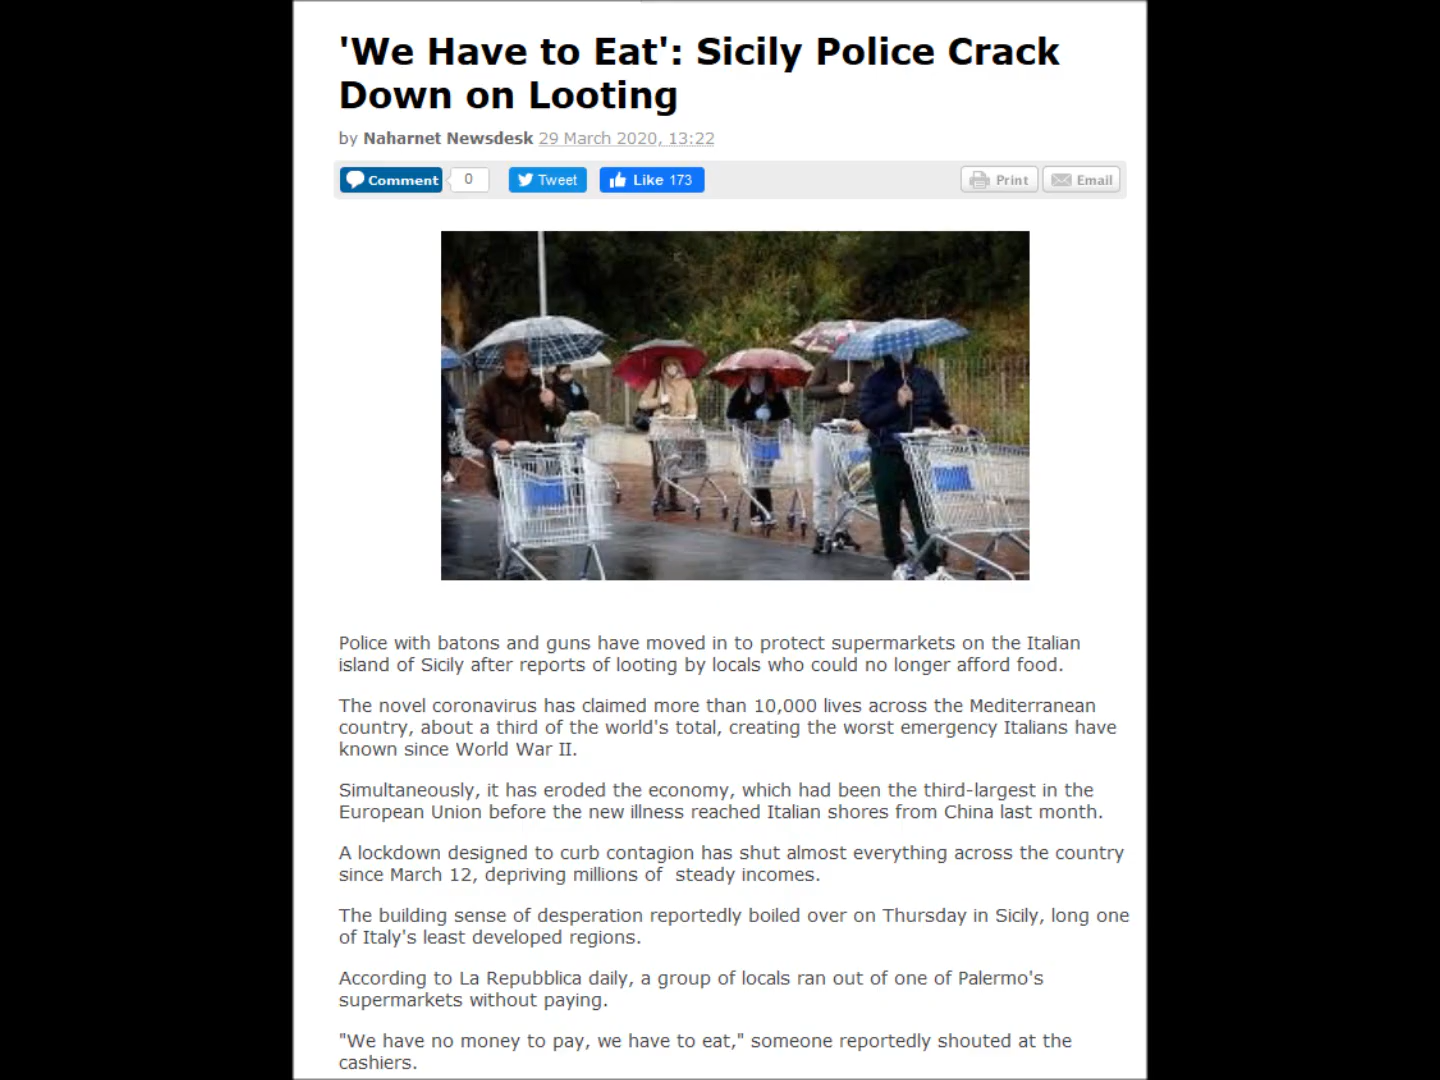 'We Have to Eat': Sicily Police Crack
Down on Looting
by Naharnet Newsdesk 29 March 2020, 13:22
Comment 0 Tweet Like 173 Print Email
Police with batons and guns have moved in to protect supermarkets on the Italian
island of Sicily after reports of looting by locals who could no longer afford food.
The novel coronavirus has claimed more than 10,000 lives across the Mediterranean
country, about a third of the world's total, creating the worst emergency Italians have
known since World War II.
Simultaneously, it has eroded the economy, which had been the third-largest in the
European Union before the new illness reached Italian shores from China last month.
A lockdown designed to curb contagion has shut almost everything across the country
since March 12, depriving millions of  steady incomes.
The building sense of desperation reportedly boiled over on Thursday in Sicily, long one
of Italy's least developed regions.
According to La Repubblica daily, a group of locals ran out of one of Palermo's
supermarkets without paying.
"We have no money to pay, we have to eat," someone reportedly shouted at the
cashiers.